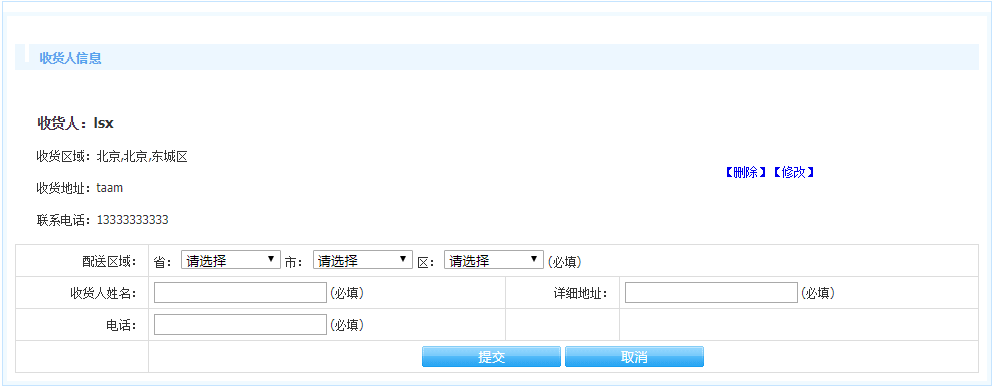 收货人信息
收货人：lsx
收货区域：北京,北京,东城区
【删除】【修改】
收货地址：taam
联系电话：13333333333
配送区域： 省： 请选择 市： 请选择 区： 请选择 (必填)
收货人姓名： (必填) 详细地址： (必填)
电话： (必填)
提交 取消